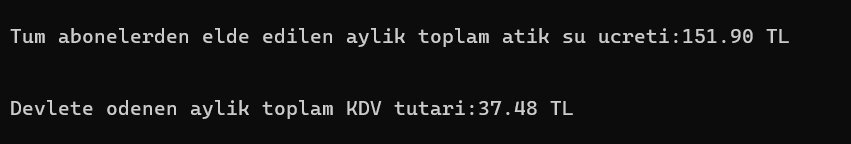 Tum abonelerden elde edilen aylik toplam atik su ucreti:151.90 TL
Devlete odenen aylik toplam KDV tutari:37.48 TL